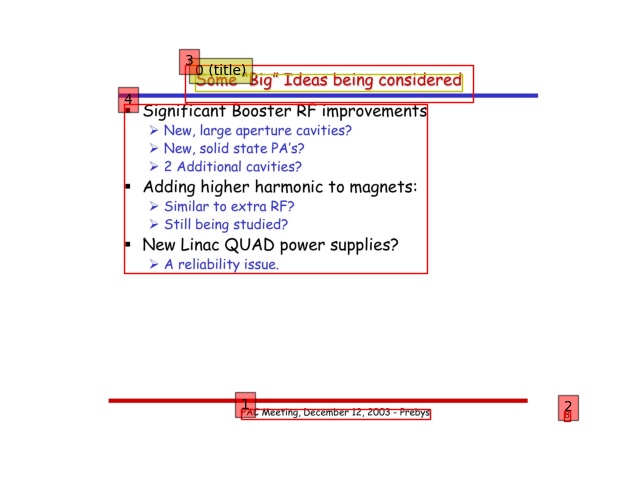 3
0 (title)
Some "Big" Ideas being considered
4
Significant Booster RF improvements
New, large aperture cavities?
New, solid state PA's?
2 Additional cavities?
Adding higher harmonic to magnets:
Similar to extra RF?
Still being studied?
New Linac QUAD power supplies?
A reliability issue.
1
PAC Meeting, December 12, 2003 - Prebys
2